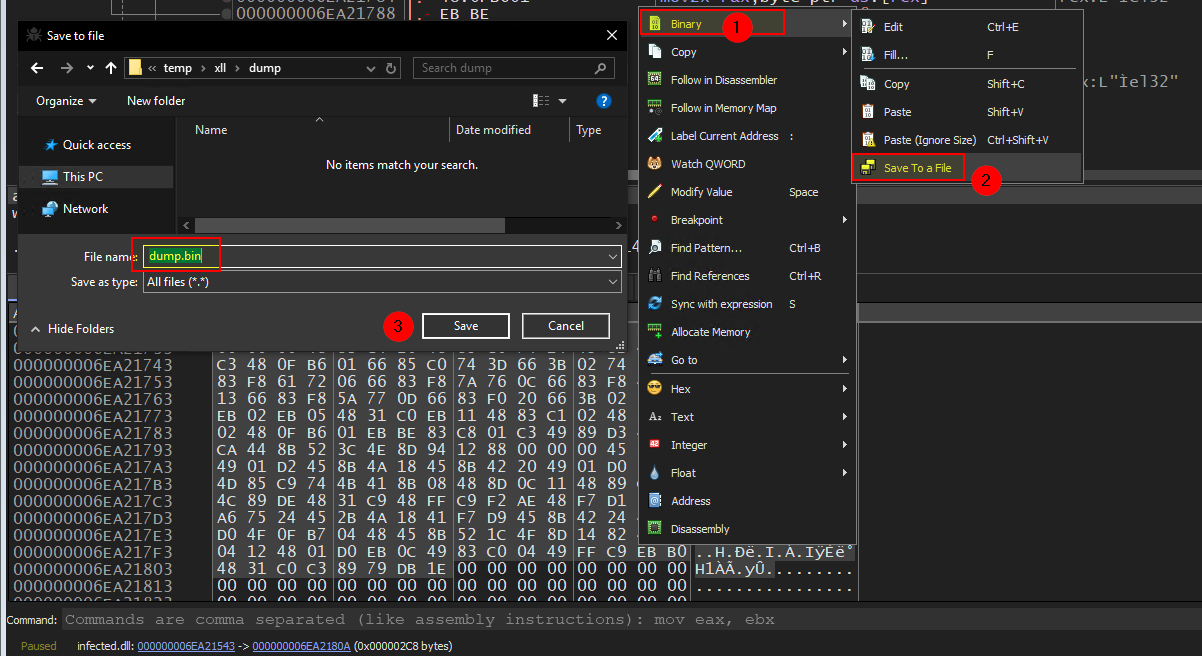 000000006EA21788
EB BE
Save to file
« temp › xll › dump
Search dump
Organize
New folder
Name
Date modified
Type
No items match your search.
Quick access
This PC
Network
File name:
dump.bin
Save as type:
All files (*.*)
Hide Folders
3
Save
Cancel
Binary
1
Copy
Follow in Disassembler
Follow in Memory Map
Label Current Address :
Watch QWORD
Modify Value Space
Breakpoint
Find Pattern... Ctrl+B
Find References Ctrl+R
Sync with expression S
Allocate Memory
Go to
Hex
Text
Integer
Float
Address
Disassembly
Edit Ctrl+E
Fill... F
Copy Shift+C
Paste Shift+V
Paste (Ignore Size) Ctrl+Shift+V
Save To a File
2
x:L"Ìel32"
000000006EA21743 C3 48 0F B6 01 66 85 C0 74 3D 66 3B 02 74
000000006EA21753 83 F8 61 72 06 66 83 F8 7A 76 0C 66 83 F8
000000006EA21763 13 66 83 F8 5A 77 0D 66 83 F0 20 66 3B 02
000000006EA21773 EB 02 EB 05 48 31 C0 EB 11 48 83 C1 02 48
000000006EA21783 02 48 0F B6 01 EB BE 83 C8 01 C3 49 89 D3
000000006EA21793 CA 44 8B 52 3C 4E 8D 94 12 88 00 00 00 45
000000006EA217A3 49 01 D2 45 8B 4A 18 45 8B 42 20 49 01 D0
000000006EA217B3 4D 85 C9 74 4B 41 8B 08 48 8D 0C 11 48 89
000000006EA217C3 4C 89 DE 48 31 C9 48 FF C9 F2 AE 48 F7 D1
000000006EA217D3 A6 75 24 45 2B 4A 18 41 F7 D9 45 8B 42 24
000000006EA217E3 D0 4F 0F B7 04 48 45 8B 52 1C 4F 8D 14 82
000000006EA217F3 04 12 48 01 D0 EB 0C 49 83 C0 04 49 FF C9 EB B0 ..H.Ðë.I.À.IÿÉë°
000000006EA21803 48 31 C0 C3 89 79 DB 1E 00 00 00 00 00 00 00 00 H1ÀÃ.yÛ.........
000000006EA21813 00 00 00 00 00 00 00 00 00 00 00 00 00 00 00 00 ................
Command: Commands are comma separated (like assembly instructions): mov eax, ebx
Paused infected.dll: 000000006EA21543 -> 000000006EA2180A (0x000002C8 bytes)